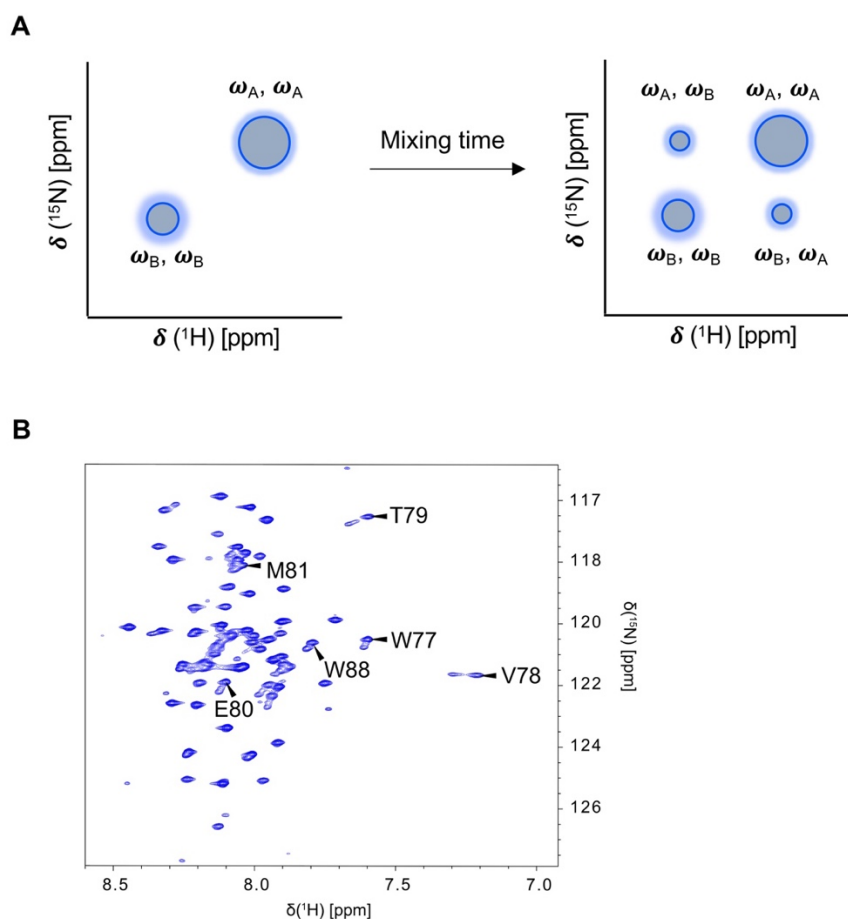 A
ωA, ωA
ωB, ωB
δ (¹⁵N) [ppm]
δ (¹H) [ppm]
Mixing time
ωA, ωB
ωA, ωA
ωB, ωB
ωB, ωA
δ (¹⁵N) [ppm]
δ (¹H) [ppm]
B
T79
M81
W77
W88
V78
E80
117
118
120
122
124
126
δ(¹⁵N) [ppm]
8.5
8.0
7.5
7.0
δ(¹H) [ppm]